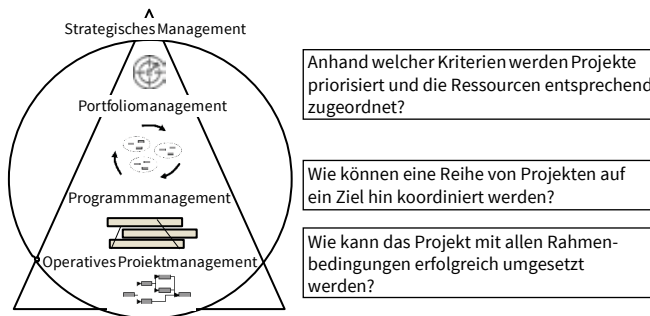 Strategisches Management
Anhand welcher Kriterien werden Projekte
priorisiert und die Ressourcen entsprechend
zugeordnet?
Portfoliomanagement
Wie können eine Reihe von Projekten auf
ein Ziel hin koordiniert werden?
Programmmanagement
Wie kann das Projekt mit allen Rahmen-
bedingungen erfolgreich umgesetzt
werden?
Operatives Projektmanagement